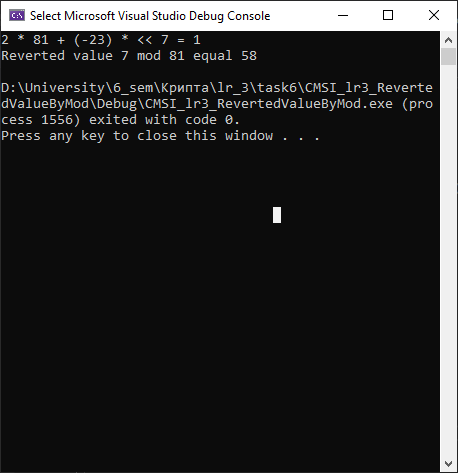 Select Microsoft Visual Studio Debug Console
2 * 81 + (-23) * << 7 = 1
Reverted value 7 mod 81 equal 58
D:\University\6_sem\Крипта\lr_3\task6\CMSI_lr3_Reverte
dValueByMod\Debug\CMSI_lr3_RevertedValueByMod.exe (pro
cess 1556) exited with code 0.
Press any key to close this window . . .